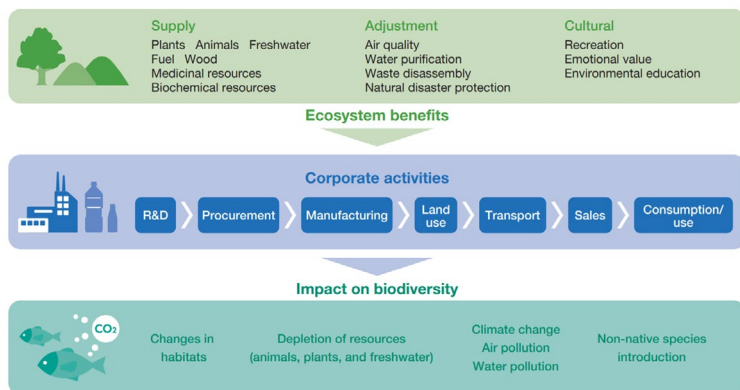 Supply
Plants Animals Freshwater
Fuel Wood
Medicinal resources
Biochemical resources
Adjustment
Air quality
Water purification
Waste disassembly
Natural disaster protection
Cultural
Recreation
Emotional value
Environmental education
Ecosystem benefits
Corporate activities
R&D
Procurement
Manufacturing
Land
use
Transport
Sales
Consumption/
use
Impact on biodiversity
CO₂
Changes in
habitats
Depletion of resources
(animals, plants, and freshwater)
Climate change
Air pollution
Water pollution
Non-native species
introduction